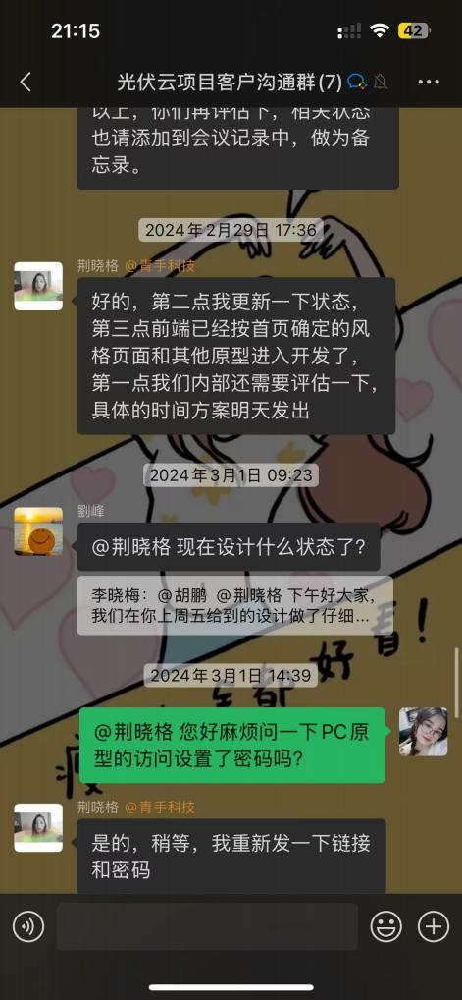 21:15
42
光伏云项目客户沟通群(7)
以上，你们再评估下，相关状态
也请添加到会议记录中，做为备
忘录。
2024年2月29日 17:36
荆晓格 @青手科技
好的，第二点我更新一下状态，
第三点前端已经按首页确定的风
格页面和其他原型进入开发了，
第一点我们内部还需要评估一下，
具体的时间方案明天发出
2024年3月1日 09:23
劉峰
@荆晓格 现在设计什么状态了?
李晓梅：@胡鹏 @荆晓格 下午好大家，
我们在你上周五给到的设计做了仔细...
好看！
2024年3月1日 14:39
@荆晓格 您好麻烦问一下PC原
型的访问设置了密码吗?
荆晓格 @青手科技
是的，稍等，我重新发一下链接
和密码